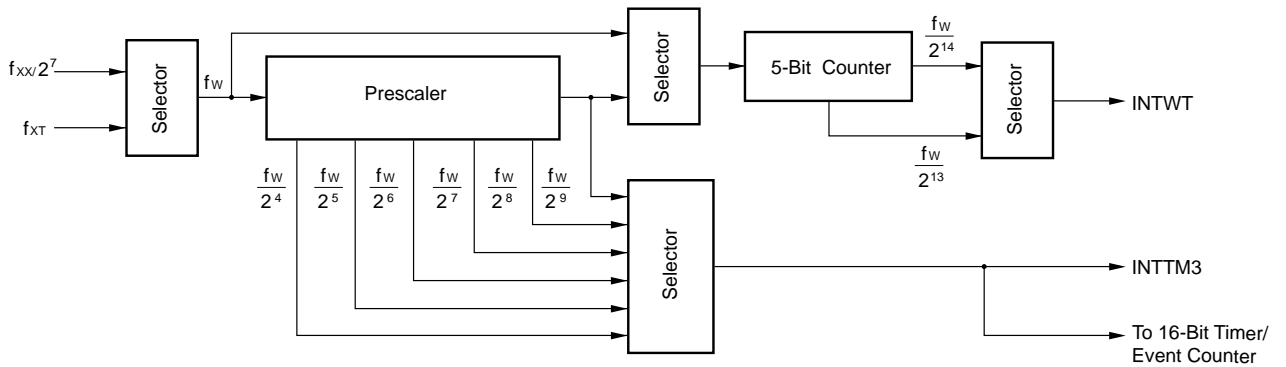 fXX/2^7
fXT
Selector
fW
Prescaler
fW/2^4
fW/2^5
fW/2^6
fW/2^7
fW/2^8
fW/2^9
Selector
5-Bit Counter
fW/2^14
fW/2^13
Selector
INTWT
Selector
INTTM3
To 16-Bit Timer/
Event Counter